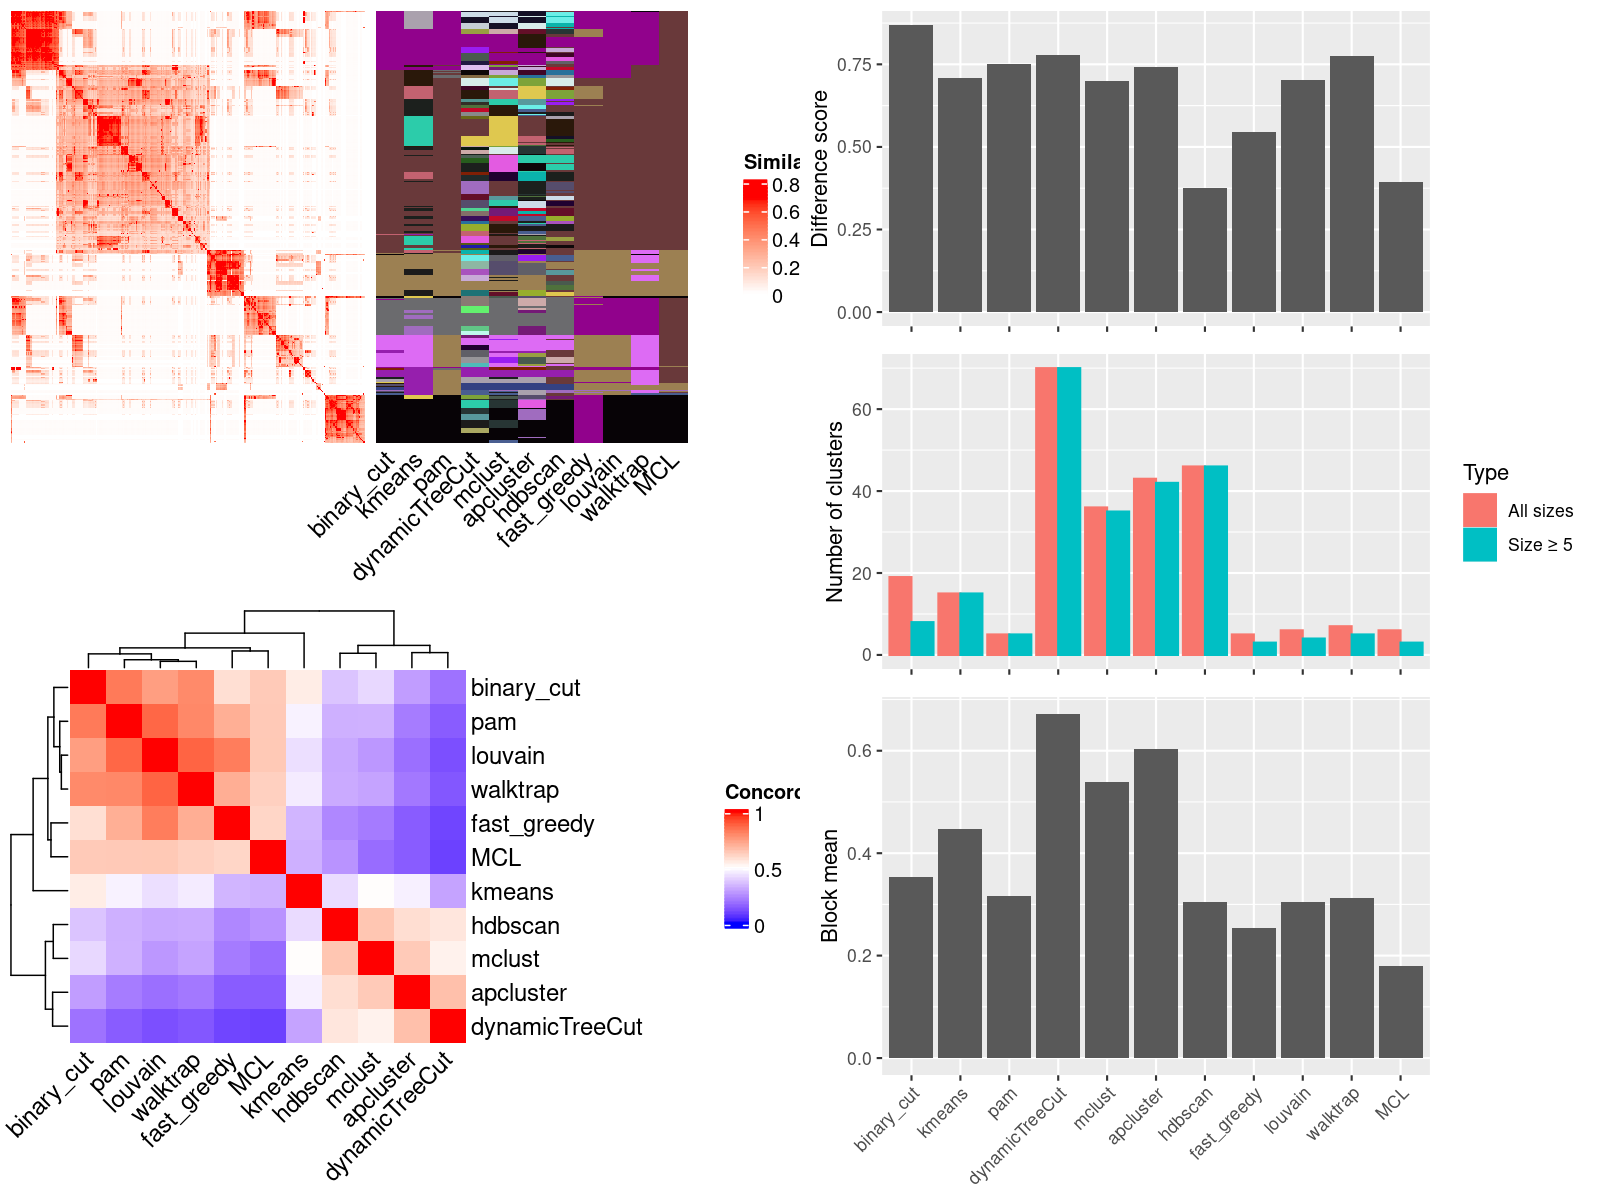 Simila
0.8
0.6
0.4
0.2
0
binary_cut
kmeans
pam
dynamicTreeCut
mclust
apcluster
hdbscan
fast_greedy
louvain
walktrap
MCL
Difference score
0.75
0.50
0.25
0.00
Number of clusters
60
40
20
0
Type
All sizes
Size ≥ 5
binary_cut
pam
louvain
walktrap
fast_greedy
MCL
kmeans
hdbscan
mclust
apcluster
dynamicTreeCut
Concord
1
0.5
0
binary_cut
pam
louvain
walktrap
fast_greedy
MCL
kmeans
hdbscan
mclust
apcluster
dynamicTreeCut
Block mean
0.6
0.4
0.2
0.0
binary_cut
kmeans
pam
dynamicTreeCut
mclust
apcluster
hdbscan
fast_greedy
louvain
walktrap
MCL